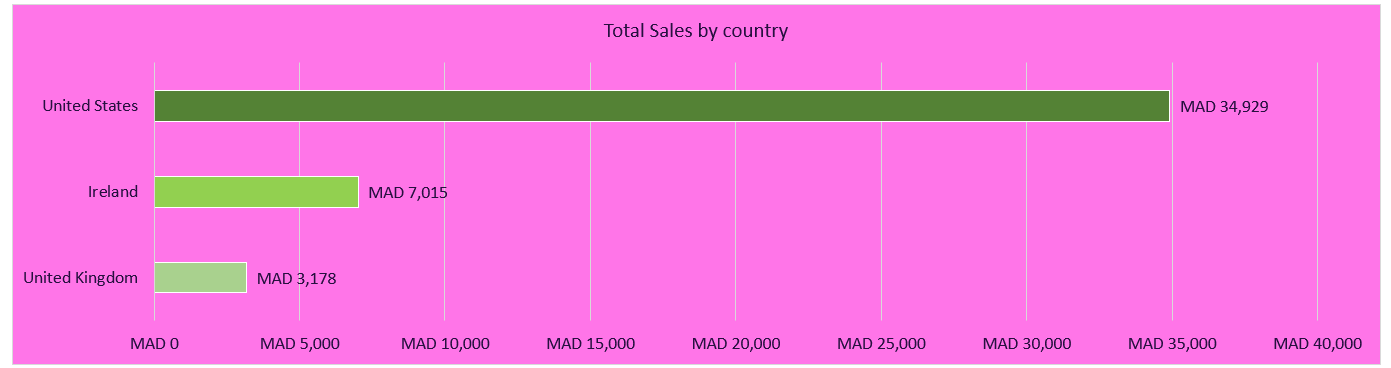 Total Sales by country
United States
MAD 34,929
Ireland
MAD 7,015
United Kingdom
MAD 3,178
MAD 0 MAD 5,000 MAD 10,000 MAD 15,000 MAD 20,000 MAD 25,000 MAD 30,000 MAD 35,000 MAD 40,000